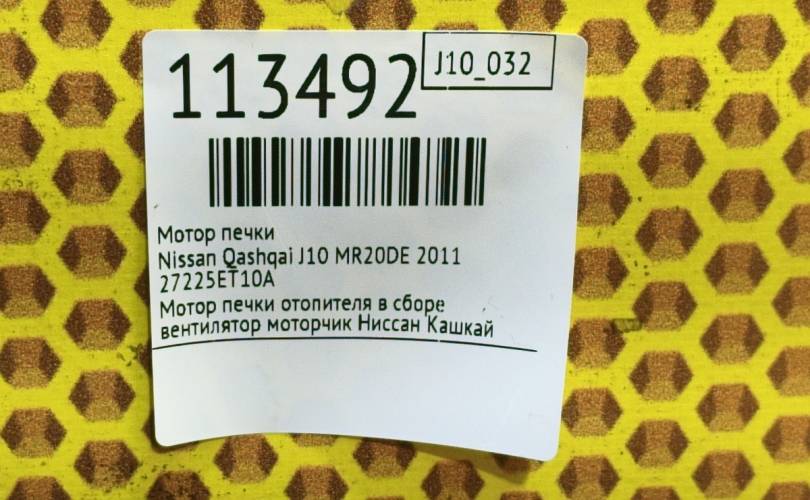 113492
J10_032
Мотор печки
Nissan Qashqai J10 MR20DE 2011
27225ET10A
Мотор печки отопителя в сборе
вентилятор моторчик Ниссан Кашкай